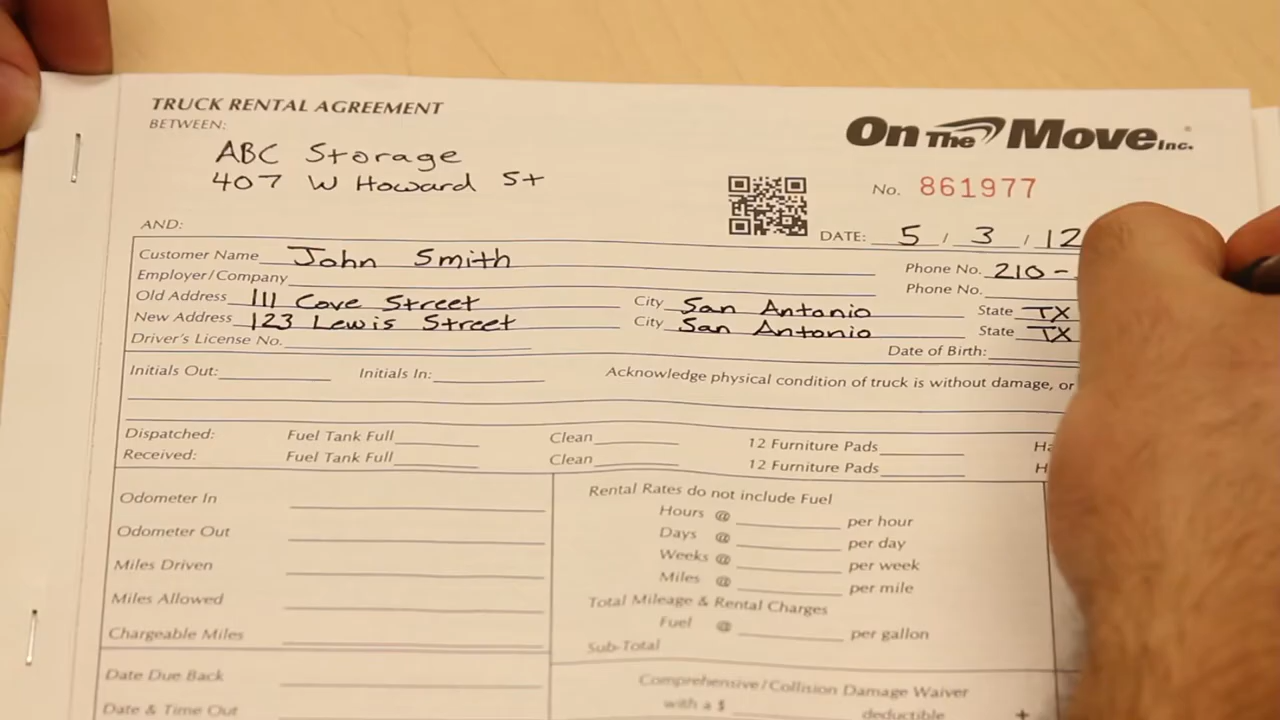 TRUCK RENTAL AGREEMENT
BETWEEN:
ABC Storage
407 W Howard St
On The Move Inc.
No. 861977
DATE: 5 / 3 / 12
AND:
Customer Name John Smith
Phone No. 210-
Employer/Company
Phone No.
Old Address 111 Cove Street City San Antonio State TX
New Address 123 Lewis Street City San Antonio State TX
Driver's License No. Date of Birth:
Initials Out: Initials In: Acknowledge physical condition of truck is without damage, or
Dispatched: Fuel Tank Full Clean 12 Furniture Pads
Received: Fuel Tank Full Clean 12 Furniture Pads
Odometer In
Odometer Out
Miles Driven
Miles Allowed
Chargeable Miles
Date Due Back
Date & Time Out
Rental Rates do not include Fuel
Hours @ per hour
Days @ per day
Weeks @ per week
Miles @ per mile
Total Mileage & Rental Charges
Fuel @ per gallon
Sub-Total
Comprehensive/Collision Damage Waiver
with a $ deductible +